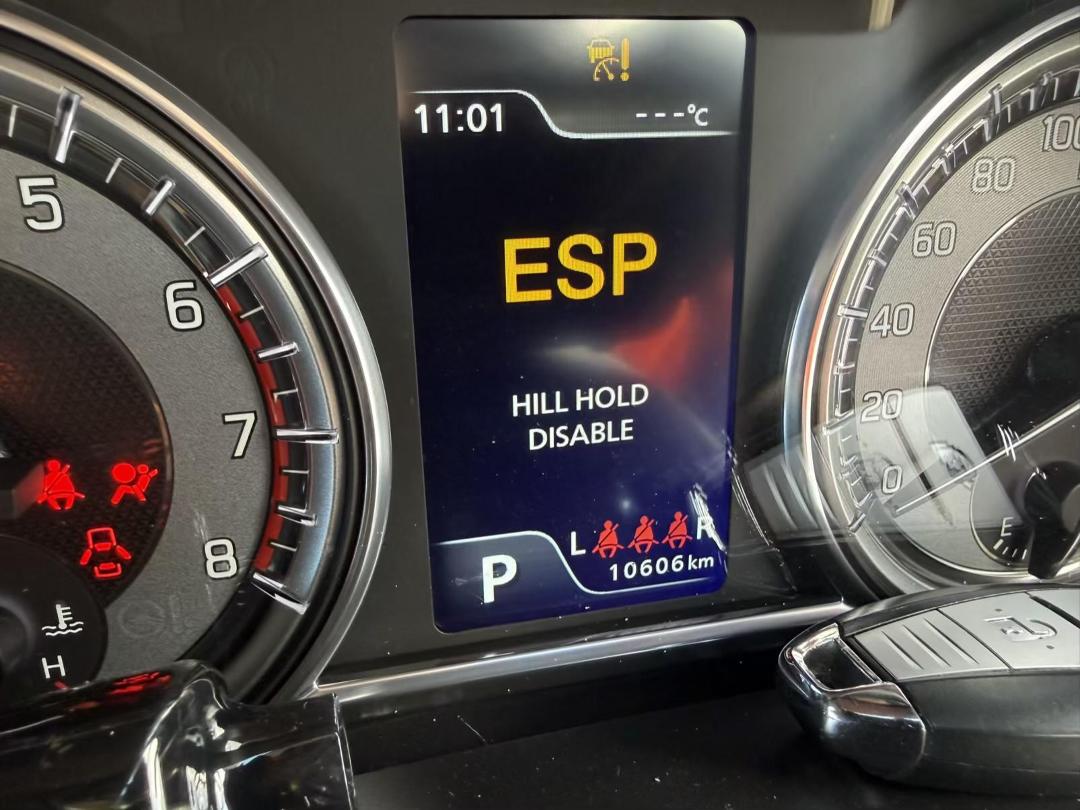 11:01
---°C
ESP
HILL HOLD
DISABLE
L R
P
10606km
5
6
7
8
H
100
80
60
40
20
0
E